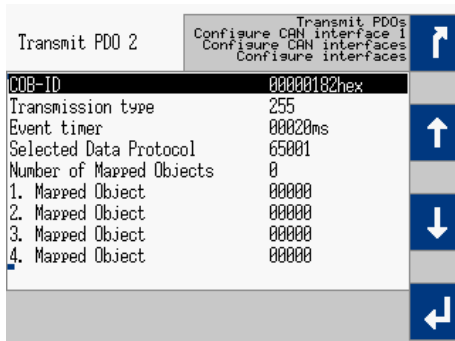 Transmit PDO 2
Transmit PDOs
Configure CAN interface 1
Configure CAN interfaces
Configure interfaces
COB-ID 00000182hex
Transmission type 255
Event timer 00020ms
Selected Data Protocol 65001
Number of Mapped Objects 0
1. Mapped Object 00000
2. Mapped Object 00000
3. Mapped Object 00000
4. Mapped Object 00000